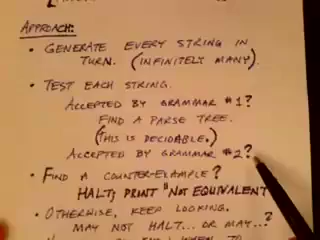 APPROACH:
• GENERATE EVERY STRING IN
TURN. (INFINITELY MANY).
• TEST EACH STRING.
ACCEPTED BY GRAMMAR #1?
FIND A PARSE TREE.
(THIS IS DECIDABLE.)
ACCEPTED BY GRAMMAR #2?
• FIND A COUNTER-EXAMPLE?
HALT; PRINT "NOT EQUIVALENT
• OTHERWISE, KEEP LOOKING.
MAY NOT HALT... OR MAY...?